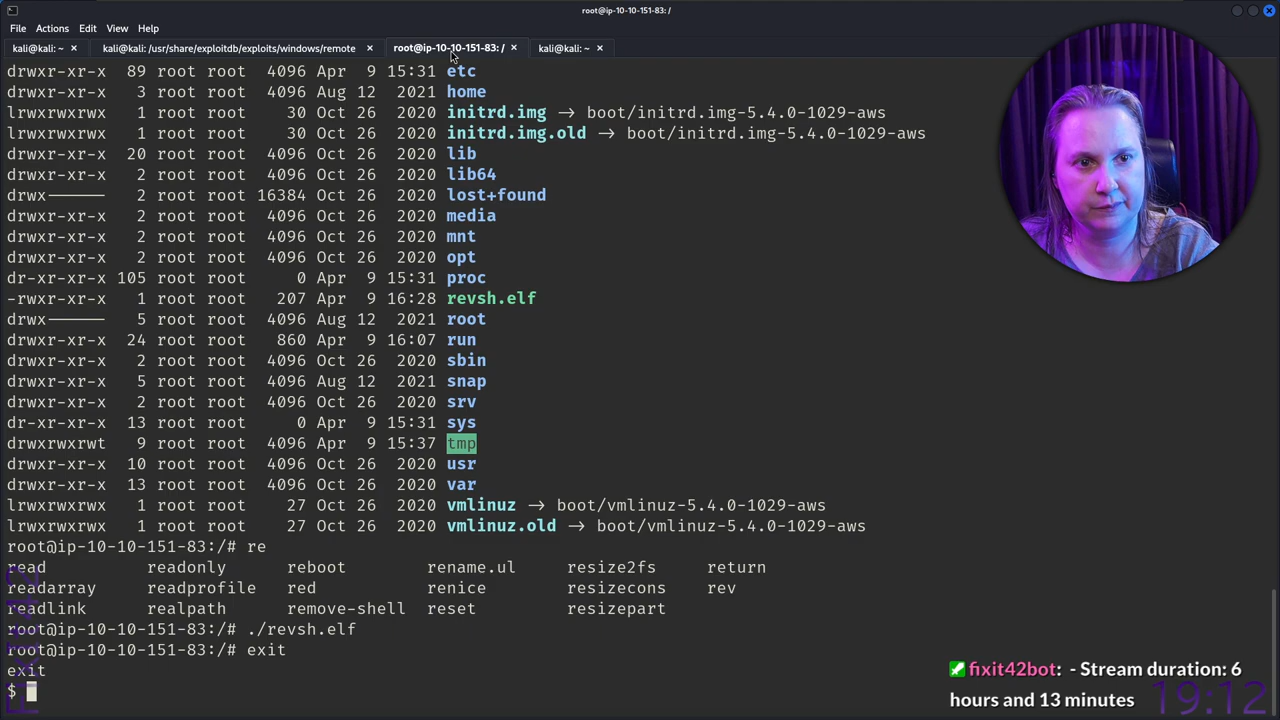 root@ip-10-10-151-83: /
File Actions Edit View Help
kali@kali: ~ × kali@kali: /usr/share/exploitdb/exploits/windows/remote × root@ip-10-10-151-83: / × kali@kali: ~ ×
drwxr-xr-x 89 root root 4096 Apr 9 15:31 etc
drwxr-xr-x 3 root root 4096 Aug 12 2021 home
lrwxrwxrwx 1 root root 30 Oct 26 2020 initrd.img -> boot/initrd.img-5.4.0-1029-aws
lrwxrwxrwx 1 root root 30 Oct 26 2020 initrd.img.old -> boot/initrd.img-5.4.0-1029-aws
drwxr-xr-x 20 root root 4096 Oct 26 2020 lib
drwxr-xr-x 2 root root 4096 Oct 26 2020 lib64
drwx------ 2 root root 16384 Oct 26 2020 lost+found
drwxr-xr-x 2 root root 4096 Oct 26 2020 media
drwxr-xr-x 2 root root 4096 Oct 26 2020 mnt
drwxr-xr-x 2 root root 4096 Oct 26 2020 opt
dr-xr-xr-x 105 root root 0 Apr 9 15:31 proc
-rwxr-xr-x 1 root root 207 Apr 9 16:28 revsh.elf
drwx------ 5 root root 4096 Aug 12 2021 root
drwxr-xr-x 24 root root 860 Apr 9 16:07 run
drwxr-xr-x 2 root root 4096 Oct 26 2020 sbin
drwxr-xr-x 5 root root 4096 Aug 12 2021 snap
drwxr-xr-x 2 root root 4096 Oct 26 2020 srv
dr-xr-xr-x 13 root root 0 Apr 9 15:31 sys
drwxrwxrwt 9 root root 4096 Apr 9 15:37 tmp
drwxr-xr-x 10 root root 4096 Oct 26 2020 usr
drwxr-xr-x 13 root root 4096 Oct 26 2020 var
lrwxrwxrwx 1 root root 27 Oct 26 2020 vmlinuz -> boot/vmlinuz-5.4.0-1029-aws
lrwxrwxrwx 1 root root 27 Oct 26 2020 vmlinuz.old -> boot/vmlinuz-5.4.0-1029-aws
root@ip-10-10-151-83:/# re
read readonly reboot rename.ul resize2fs return
readarray readprofile red renice resizecons rev
readlink realpath remove-shell reset resizepart
root@ip-10-10-151-83:/# ./revsh.elf
root@ip-10-10-151-83:/# exit
exit
$
fixit42bot: - Stream duration: 6
hours and 13 minutes
19:12